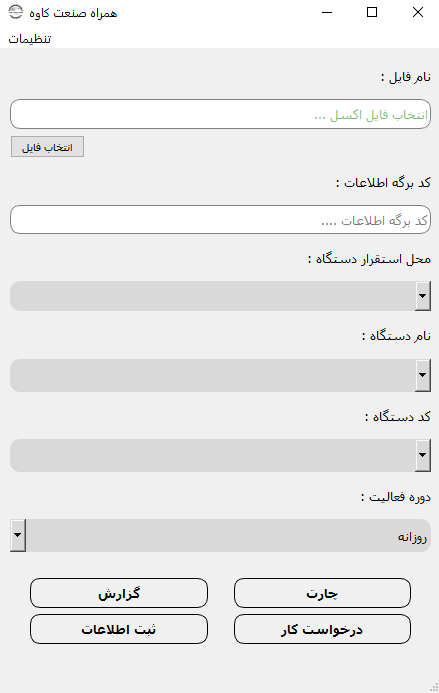 همراه صنعت کاوه
تنظیمات
نام فایل :
انتخاب فایل اکسل ...
انتخاب فایل
کد برگه اطلاعات :
کد برگه اطلاعات ....
محل استقرار دستگاه :
نام دستگاه :
کد دستگاه :
دوره فعالیت :
روزانه
چارت گزارش
درخواست کار ثبت اطلاعات